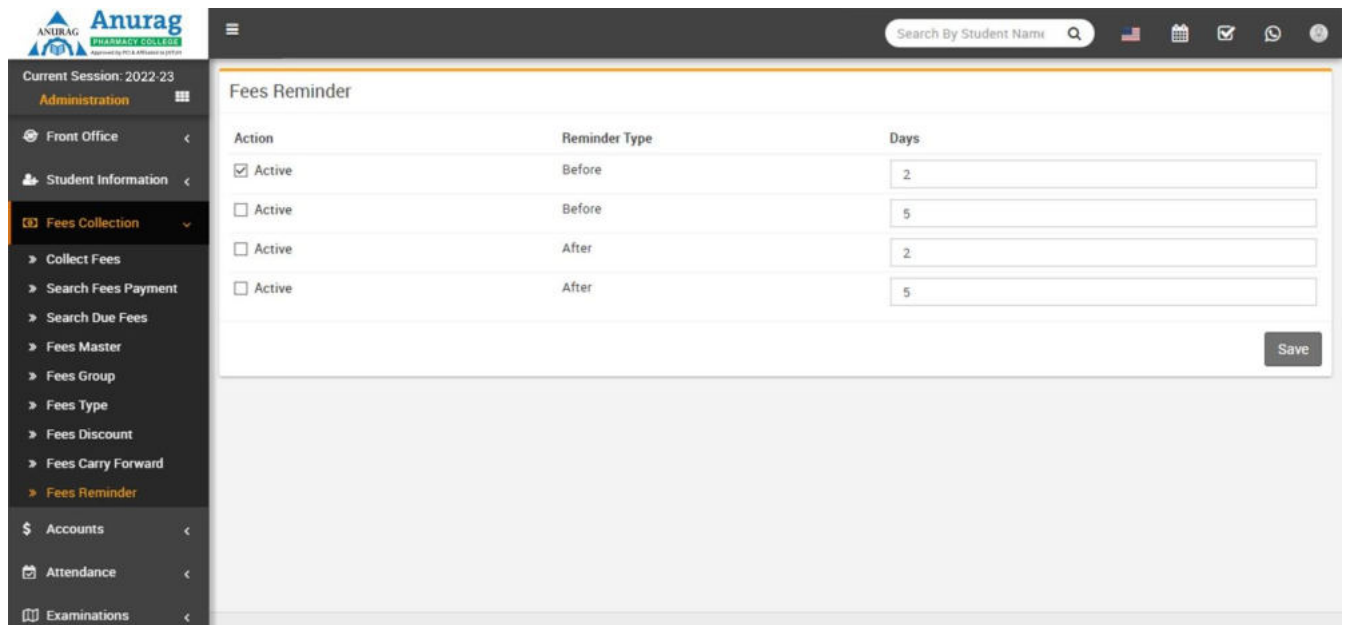 ANURAG
Anurag
PHARMACY COLLEGE
Search By Student Name
Current Session: 2022-23
Administration
Front Office
Student Information
Fees Collection
Collect Fees
Search Fees Payment
Search Due Fees
Fees Master
Fees Group
Fees Type
Fees Discount
Fees Carry Forward
Fees Reminder
$ Accounts
Attendance
Examinations
Fees Reminder
Action Reminder Type Days
Active Before 2
Active Before 5
Active After 2
Active After 5
Save